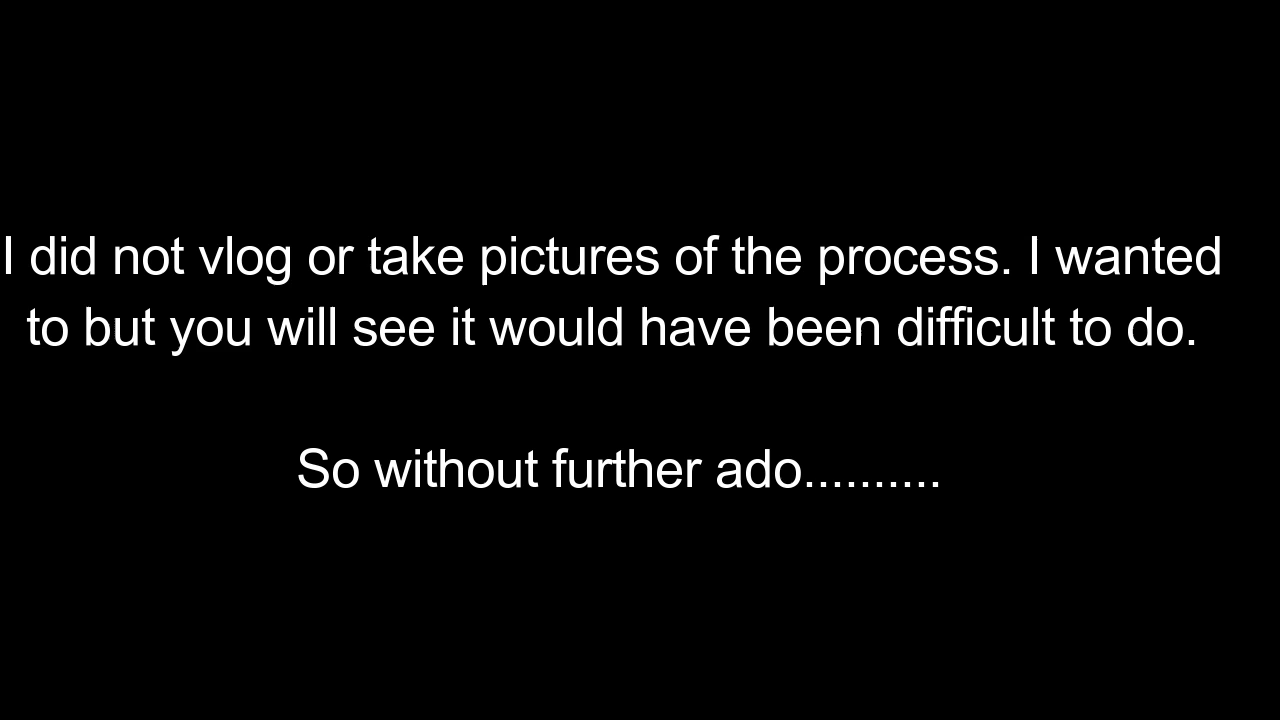 I did not vlog or take pictures of the process. I wanted
to but you will see it would have been difficult to do.
So without further ado..........